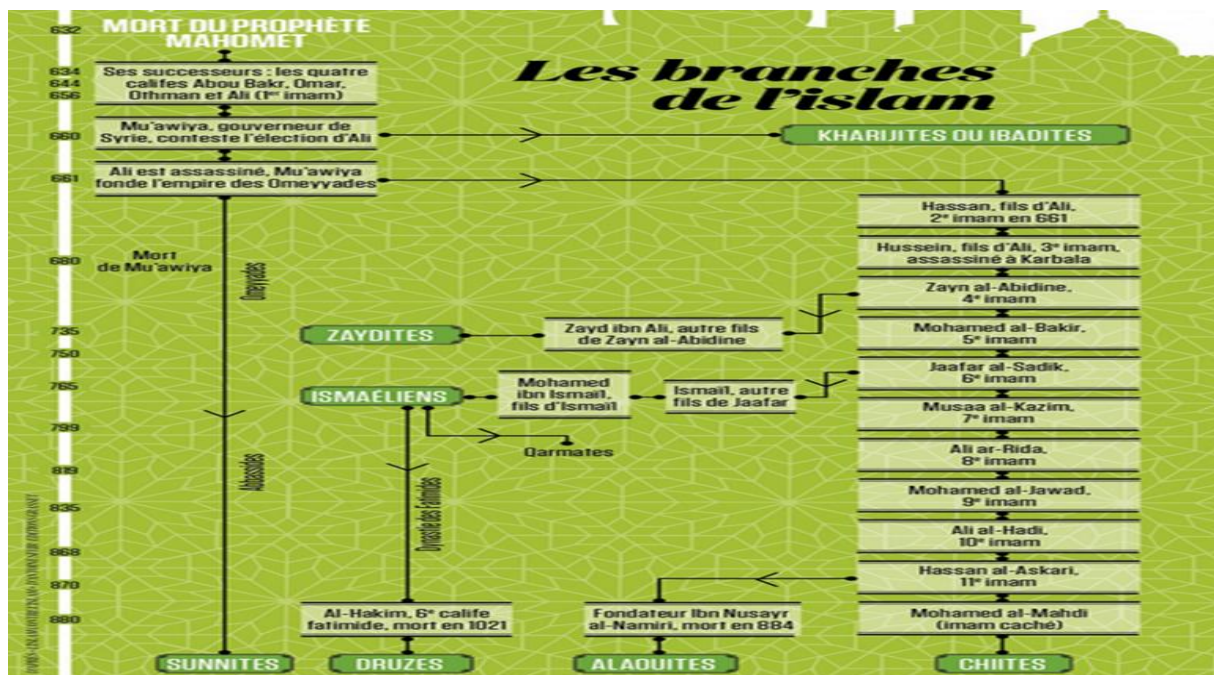 632
MORT DU PROPHÈTE
MAHOMET
Les branches
de l'islam
634
644
656
Ses successeurs : les quatre
califes Abou Bakr, Omar,
Othman et Ali (1er imam)
660
Mu'awiya, gouverneur de
Syrie, conteste l'élection d'Ali
KHARIJITES OU IBADITES
661
Ali est assassiné, Mu'awiya
fonde l'empire des Omeyyades
Hassan, fils d'Ali,
2e imam en 661
680
Mort
de Mu'awiya
Omeyyades
Hussein, fils d'Ali, 3e imam,
assassiné à Karbala
Zayn al-Abidine,
4e imam
735
ZAYDITES
Zayd ibn Ali, autre fils
de Zayn al-Abidine
Mohamed al-Bakir,
5e imam
750
Jaafar al-Sadik,
6e imam
765
ISMAÉLIENS
Mohamed
ibn Ismaïl,
fils d'Ismaïl
Ismaïl, autre
fils de Jaafar
799
Musaa al-Kazim,
7e imam
Qarmates
819
Abbassides
Dynastie des Fatimides
Ali ar-Rida,
8e imam
835
Mohamed al-Jawad,
9e imam
868
Ali al-Hadi,
10e imam
870
Hassan al-Askari,
11e imam
880
Al-Hakim, 6e calife
fatimide, mort en 1021
Fondateur Ibn Nusayr
al-Namiri, mort en 884
Mohamed al-Mahdi
(imam caché)
SUNNITES
DRUZES
ALAOUITES
CHIITES